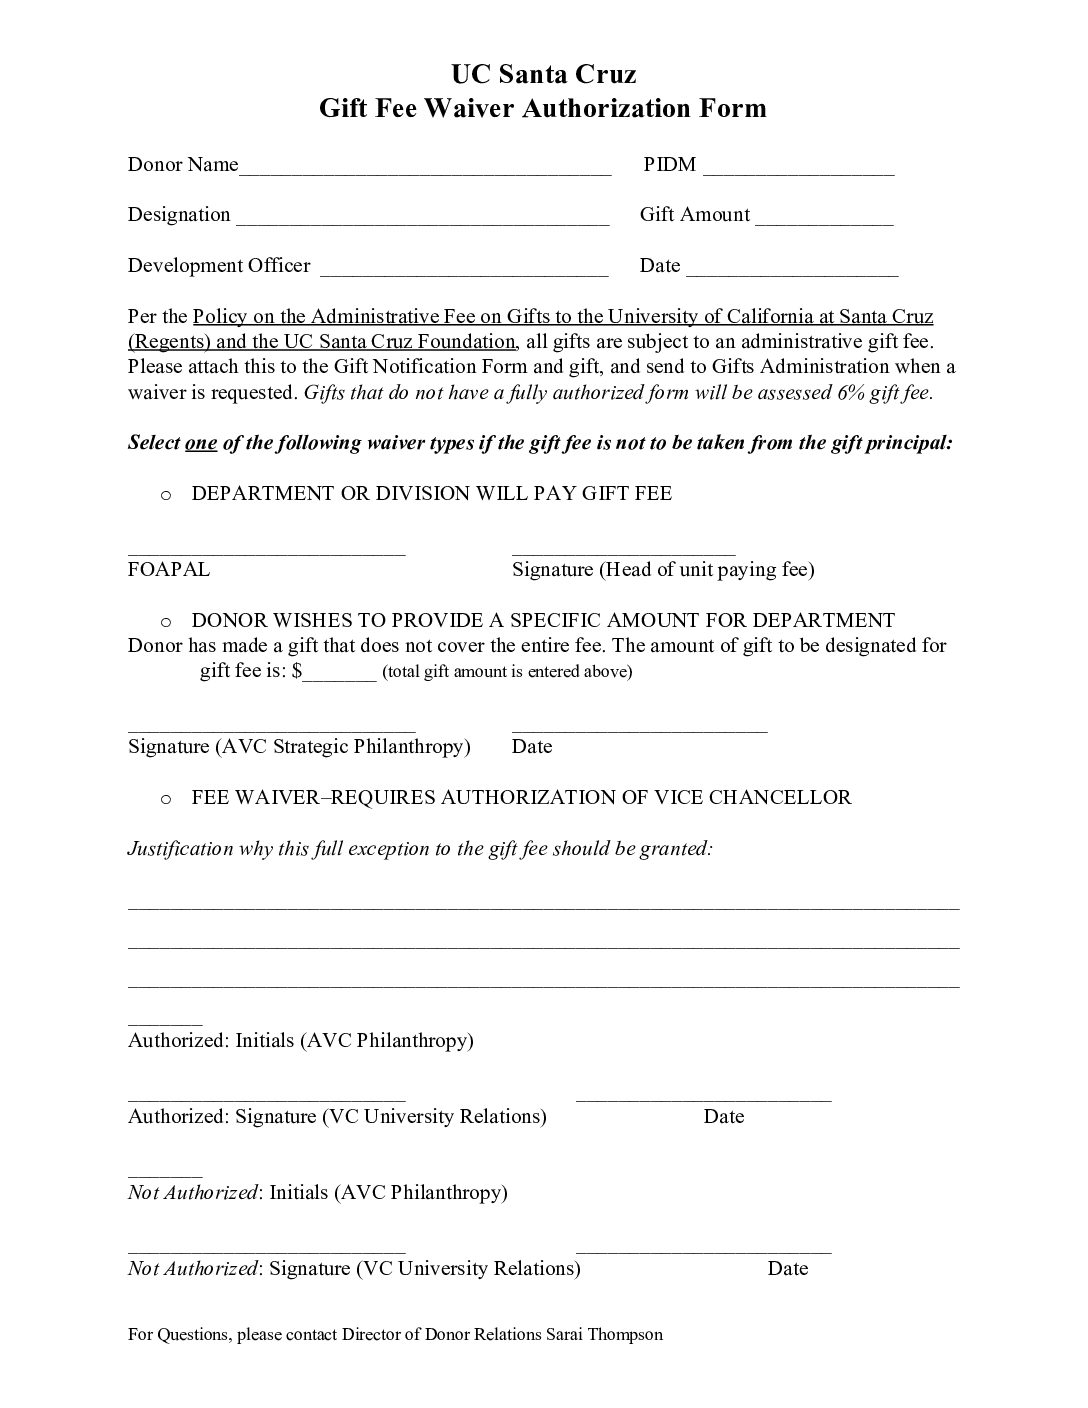 UC Santa Cruz
Gift Fee Waiver Authorization Form
Donor Name___________________________________ PIDM __________________
Designation ___________________________________ Gift Amount _____________
Development Officer ___________________________ Date ____________________
Per the Policy on the Administrative Fee on Gifts to the University of California at Santa Cruz
(Regents) and the UC Santa Cruz Foundation, all gifts are subject to an administrative gift fee.
Please attach this to the Gift Notification Form and gift, and send to Gifts Administration when a
waiver is requested. Gifts that do not have a fully authorized form will be assessed 6% gift fee.
Select one of the following waiver types if the gift fee is not to be taken from the gift principal:
o DEPARTMENT OR DIVISION WILL PAY GIFT FEE
__________________________ _____________________
FOAPAL Signature (Head of unit paying fee)
o DONOR WISHES TO PROVIDE A SPECIFIC AMOUNT FOR DEPARTMENT
Donor has made a gift that does not cover the entire fee. The amount of gift to be designated for
gift fee is: $_______ (total gift amount is entered above)
___________________________ ________________________
Signature (AVC Strategic Philanthropy) Date
o FEE WAIVER–REQUIRES AUTHORIZATION OF VICE CHANCELLOR
Justification why this full exception to the gift fee should be granted:
______________________________________________________________________________
______________________________________________________________________________
______________________________________________________________________________
_______
Authorized: Initials (AVC Philanthropy)
__________________________ ________________________
Authorized: Signature (VC University Relations) Date
_______
Not Authorized: Initials (AVC Philanthropy)
__________________________ ________________________
Not Authorized: Signature (VC University Relations) Date
For Questions, please contact Director of Donor Relations Sarai Thompson